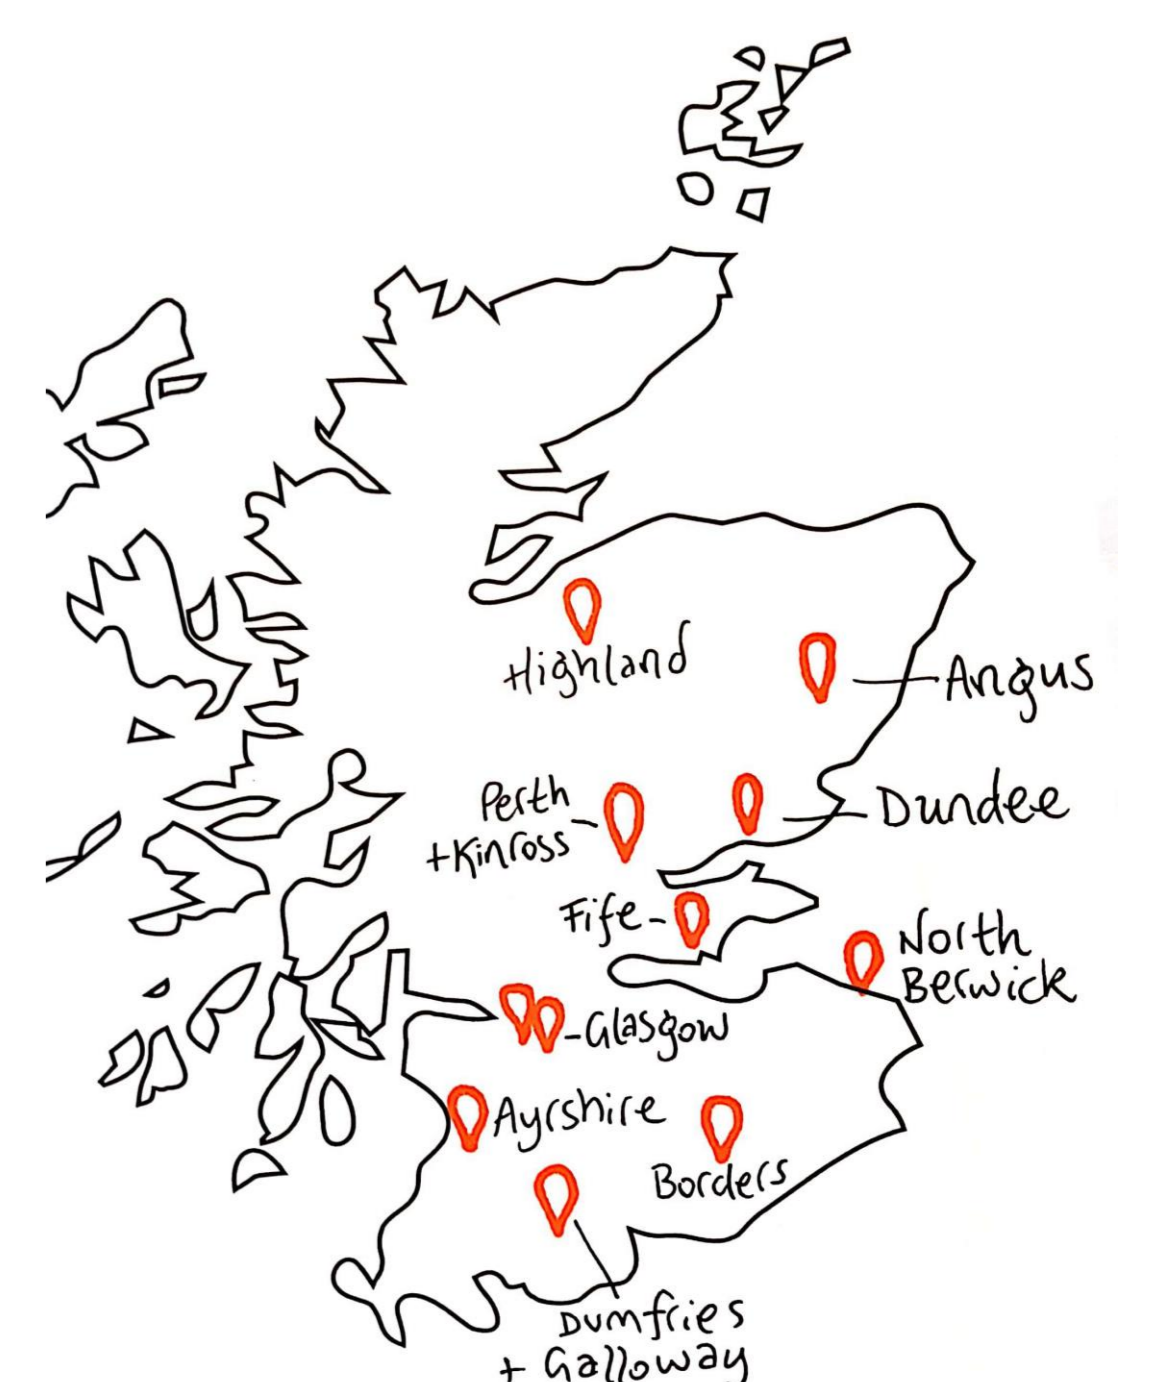 Highland
Angus
Perth
+Kinross
Dundee
Fife
North
Berwick
Glasgow
Ayrshire
Borders
Dumfries
+ Galloway